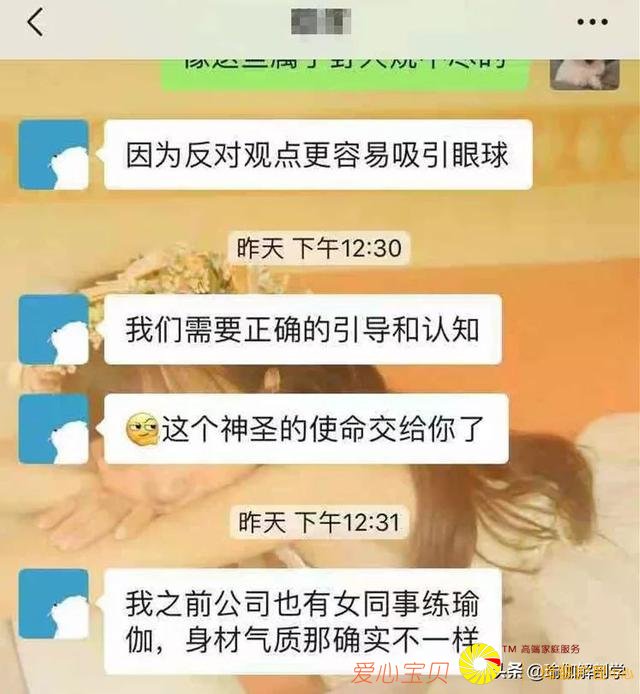 因为反对观点更容易吸引眼球
昨天 下午12:30
我们需要正确的引导和认知
这个神圣的使命交给你了
昨天 下午12:31
我之前公司也有女同事练瑜
伽，身材气质那确实不一样
爱心宝贝
TM 高端家庭服务
头条 @瑜伽解剖学